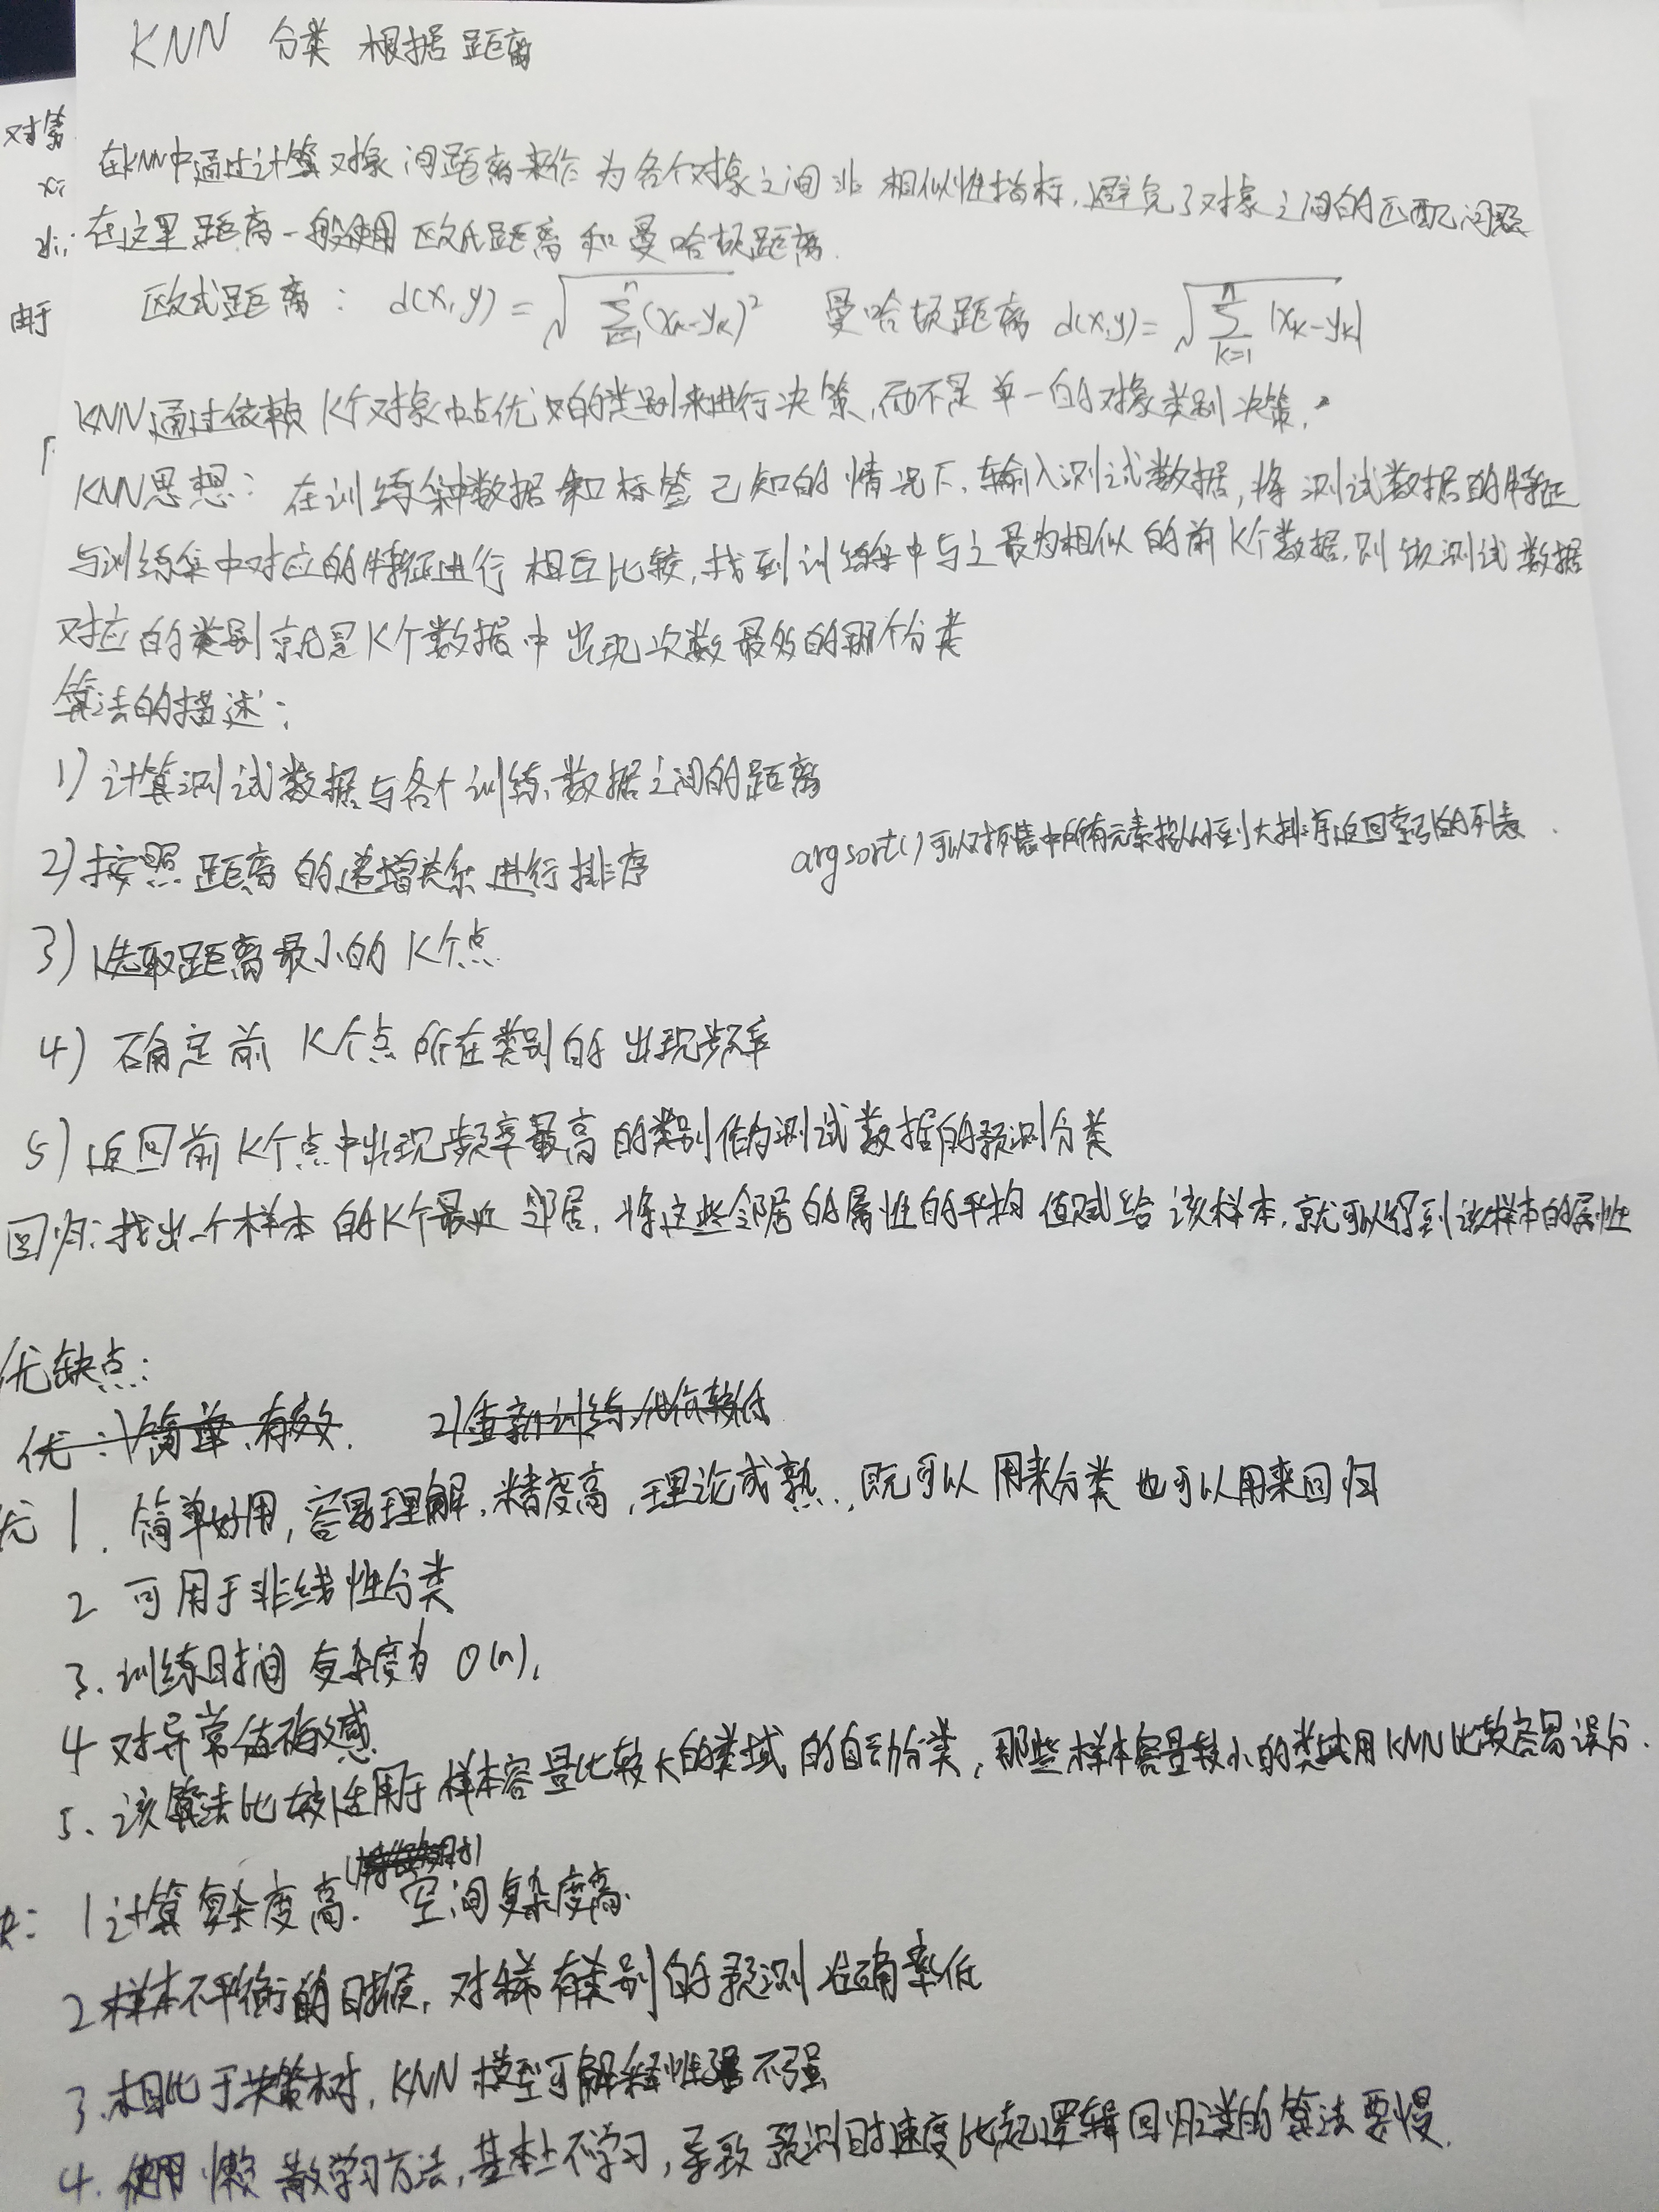 KNN 分类 根据距离
对第
xi
yi:
由于
在KNN中通过计算对象间距离来作为各个对象之间非相似性指标,避免了对象之间的匹配问题
在这里距离一般使用欧氏距离和曼哈顿距离.
欧式距离: d(x,y)=√∑(xk-yk)² 曼哈顿距离 d(x,y)=√∑|xk-yk|
n n
k=1 k=1
KNN通过依赖K个对象中占优势的类别来进行决策,而不是单一的对象类别决策.
KNN思想: 在训练集中数据和标签已知的情况下,输入测试数据,将测试数据的特征
与训练集中对应的特征进行相互比较,找到训练集中与之最为相似的前K个数据,则该测试数据
对应的类别就是K个数据中出现次数最多的那个分类
算法的描述:
1) 计算测试数据与各个训练数据之间的距离
2) 按照距离的递增关系进行排序 argsort()可以对列表中所有元素按从小到大排序返回索引的列表.
3) 选取距离最小的K个点
4) 确定前K个点所在类别的出现频率
5) 返回前K个点中出现频率最高的类别作为测试数据的预测分类
回归:找出一个样本的K个最近邻居,将这些邻居的属性的平均值赋给该样本,就可以得到该样本的属性
优缺点:
优:1)简单、有效. 2)重新训练代价较低
优 1. 简单好用,容易理解,精度高,理论成熟,既可以用来分类也可以用来回归
2 可用于非线性分类
3.训练时间复杂度为O(n).
4 对异常值不敏感
5、该算法比较适用于样本容量比较大的类域的自动分类,那些样本容量较小的类域用KNN比较容易误分.
缺: 1计算复杂度高.空间复杂度高.
2样本不平衡的时候,对稀有类别的预测准确率低
3.相比于决策树,KNN模型可解释性不强
4.使用懒散学习方法,基本上不学习,导致预测时速度比起逻辑回归之类的算法要慢.